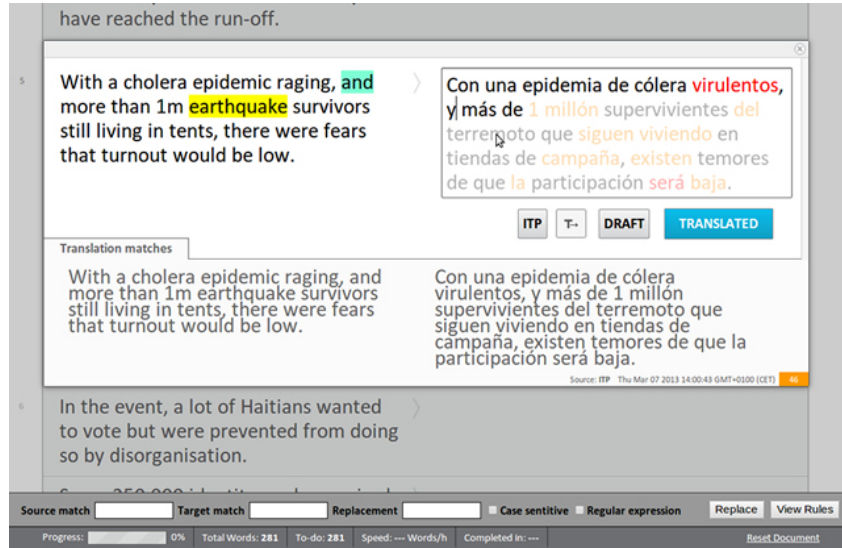 have reached the run-off.
5
With a cholera epidemic raging, and
more than 1m earthquake survivors
still living in tents, there were fears
that turnout would be low.
Con una epidemia de cólera virulentos,
y más de 1 millón supervivientes del
terremoto que siguen viviendo en
tiendas de campaña, existen temores
de que la participación será baja.
ITP T→ DRAFT TRANSLATED
Translation matches
With a cholera epidemic raging, and
more than 1m earthquake survivors
still living in tents, there were fears
that turnout would be low.
Con una epidemia de cólera
virulentos, y más de 1 millón
supervivientes del terremoto que
siguen viviendo en tiendas de
campaña, existen temores de que la
participación será baja.
Source: ITP Thu Mar 07 2013 14:00:43 GMT+0100 (CET) 46
6
In the event, a lot of Haitians wanted
to vote but were prevented from doing
so by disorganisation.
Source match Target match Replacement Case sentitive Regular expression Replace View Rules
Progress: 0% Total Words: 281 To-do: 281 Speed: --- Words/h Completed in: --- Reset Document